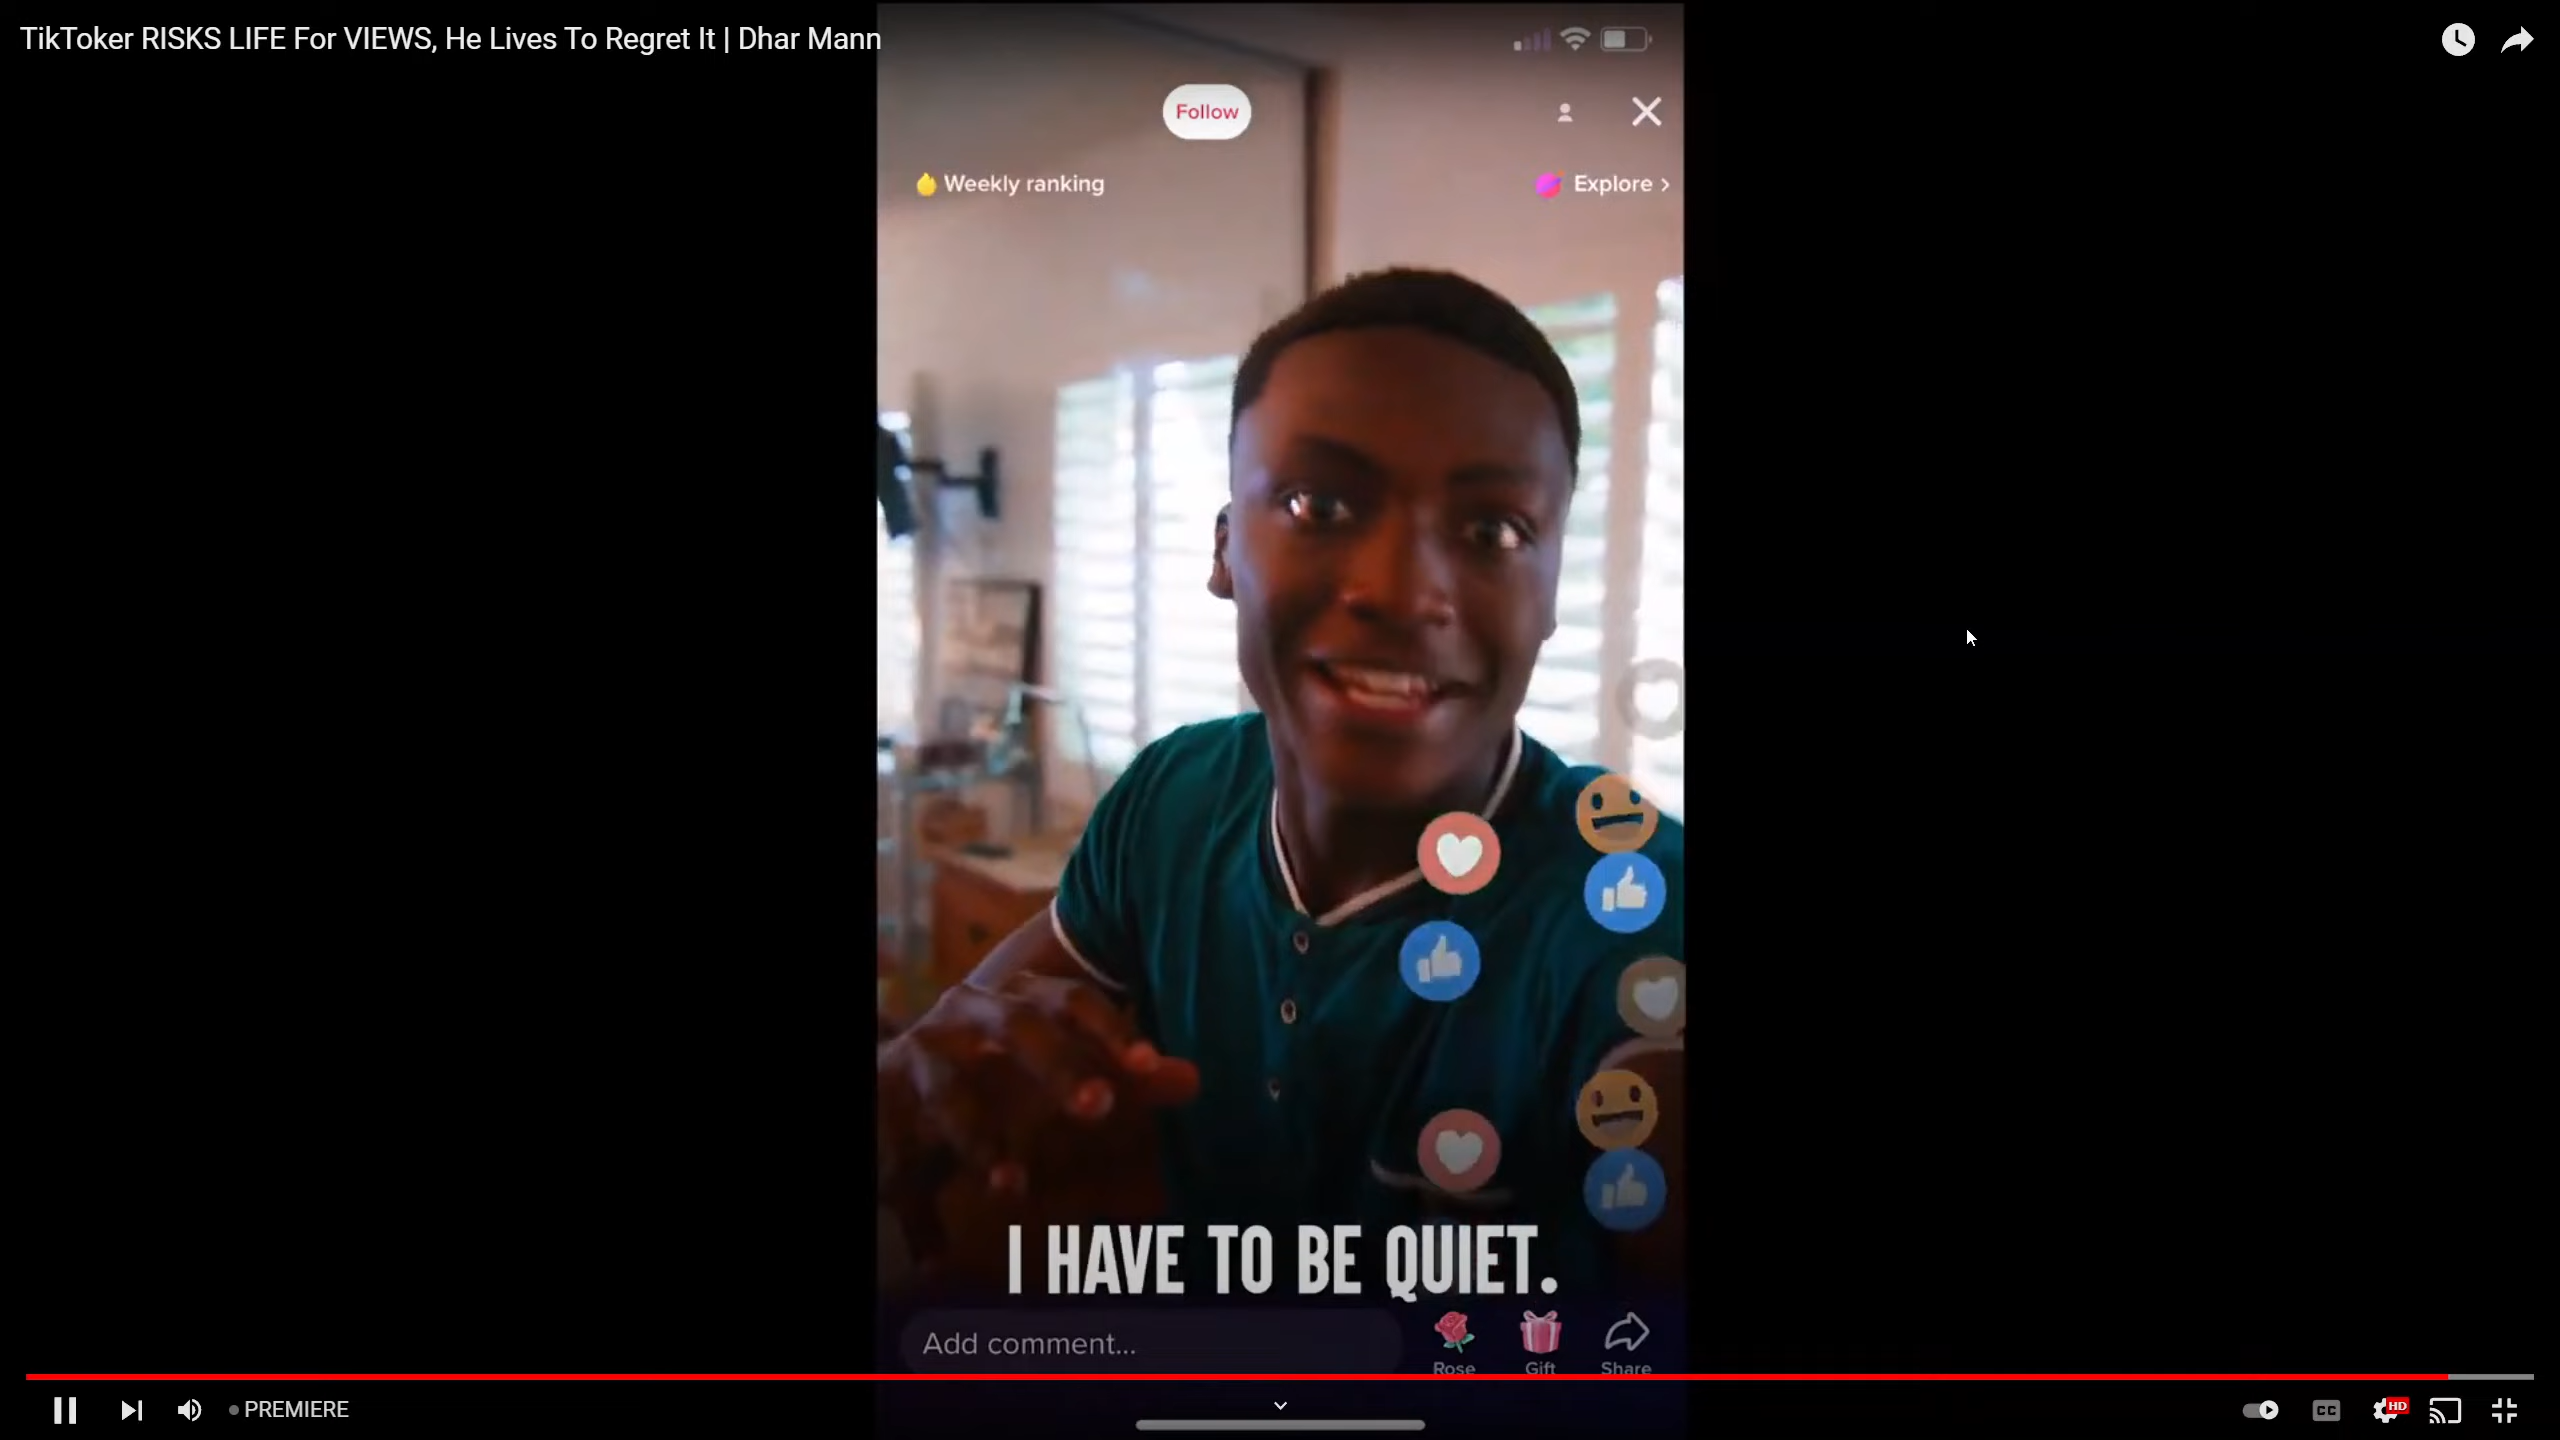 TikToker RISKS LIFE For VIEWS, He Lives To Regret It | Dhar Mann
Follow
Weekly ranking
Explore >
I HAVE TO BE QUIET.
Add comment...
Rose
Gift
Share
PREMIERE
CC
HD